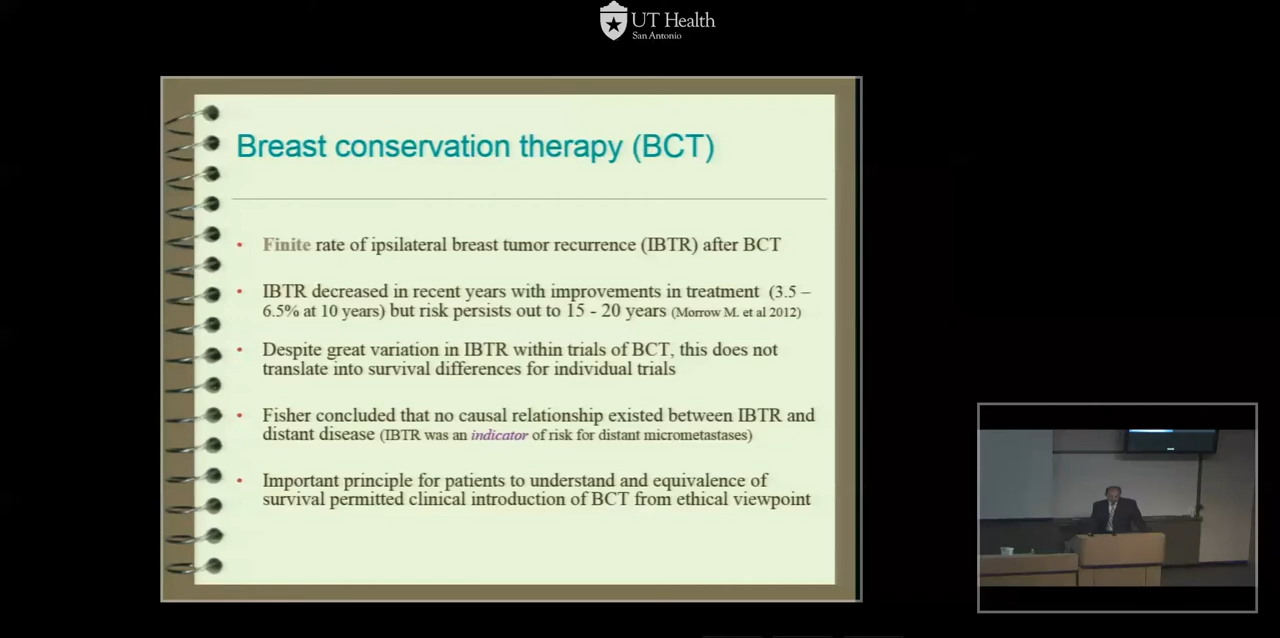 UT Health
San Antonio
Breast conservation therapy (BCT)
• Finite rate of ipsilateral breast tumor recurrence (IBTR) after BCT
• IBTR decreased in recent years with improvements in treatment (3.5 –
6.5% at 10 years) but risk persists out to 15 - 20 years (Morrow M. et al 2012)
• Despite great variation in IBTR within trials of BCT, this does not
translate into survival differences for individual trials
• Fisher concluded that no causal relationship existed between IBTR and
distant disease (IBTR was an indicator of risk for distant micrometastases)
• Important principle for patients to understand and equivalence of
survival permitted clinical introduction of BCT from ethical viewpoint